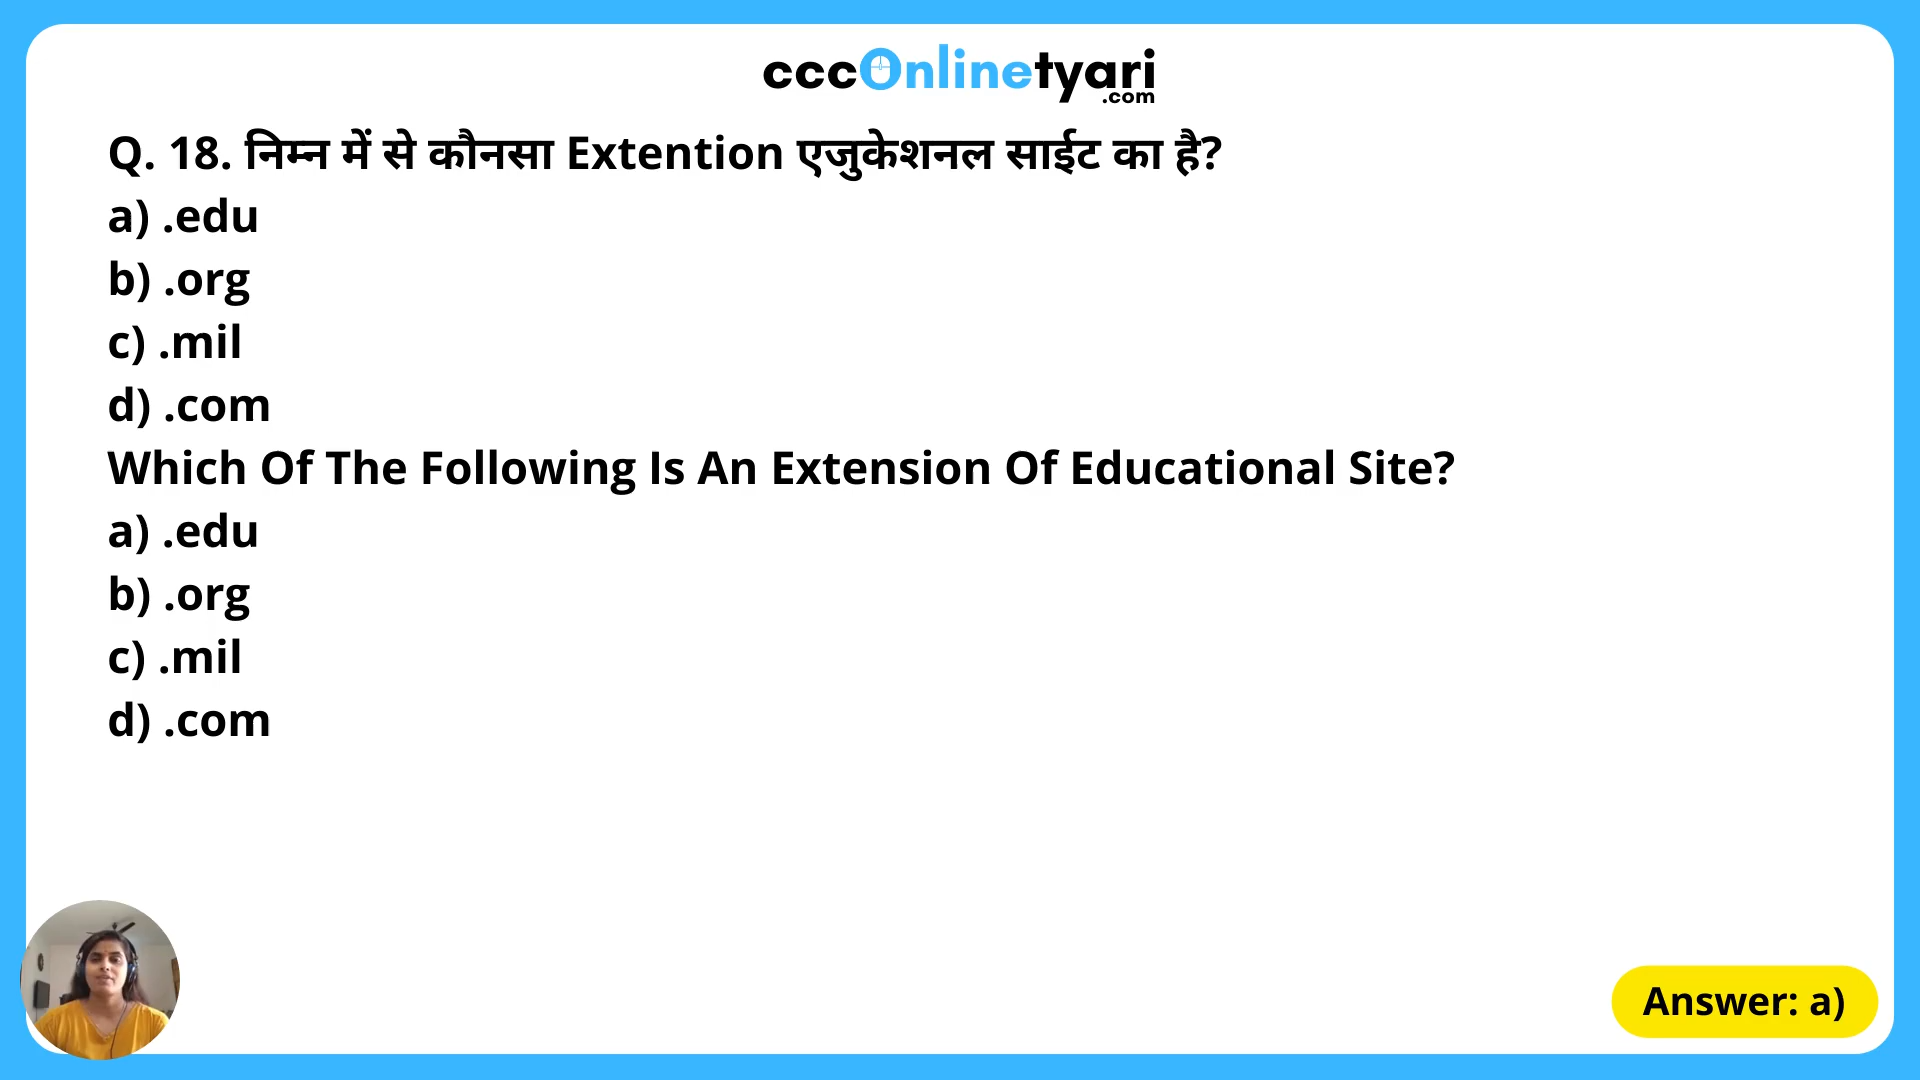 cccOnlinetyari
.com
Q. 18. निम्न में से कौनसा Extention एजुकेशनल साईट का है?
a) .edu
b) .org
c) .mil
d) .com
Which Of The Following Is An Extension Of Educational Site?
a) .edu
b) .org
c) .mil
d) .com
Answer: a)